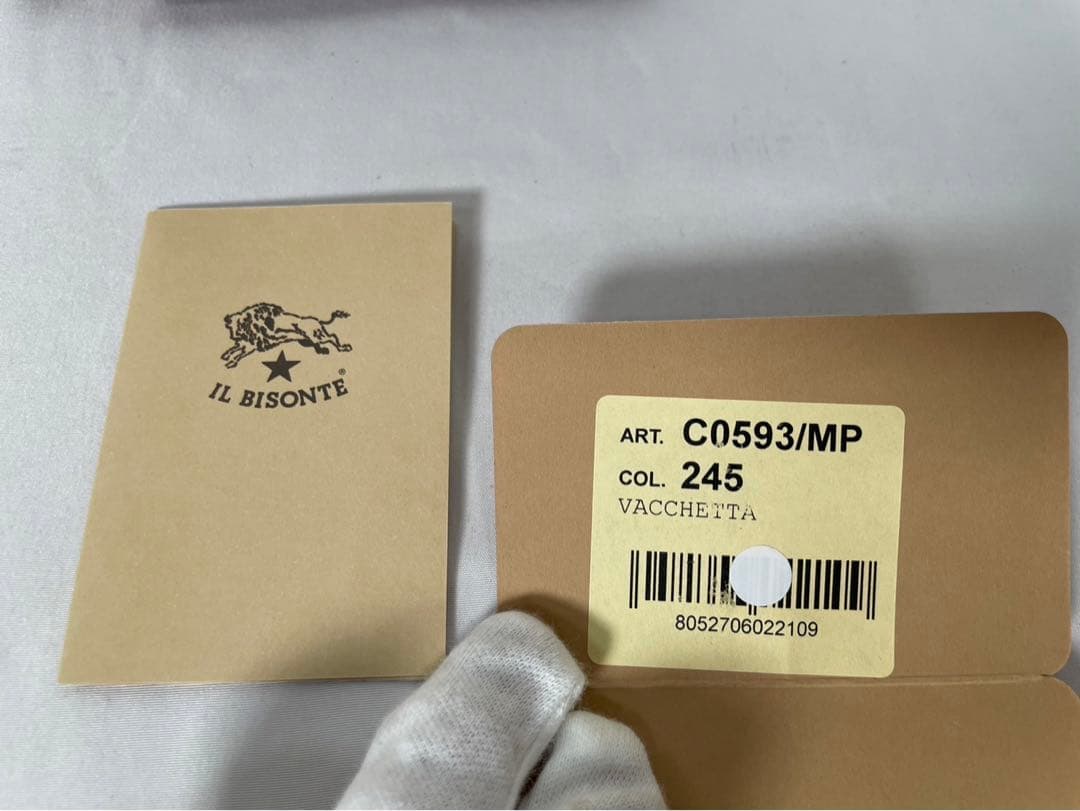 IL BISONTE®
ART. C0593/MP
COL. 245
VACCHETTA
8052706022109